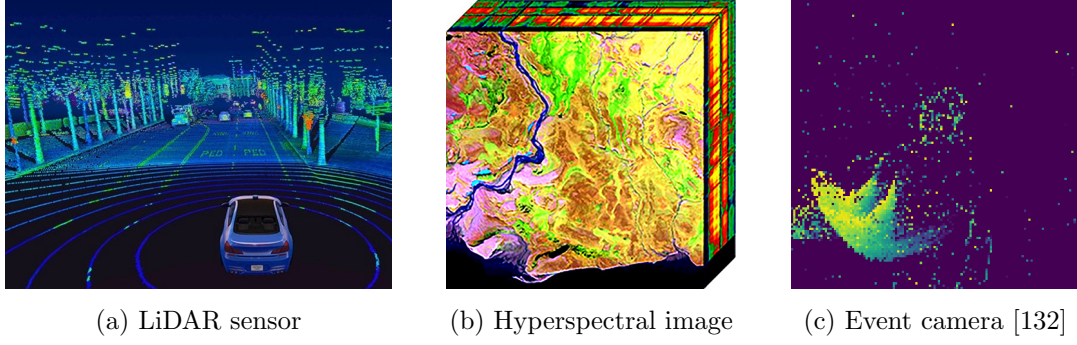 PED PED
(a) LiDAR sensor
(b) Hyperspectral image
(c) Event camera [132]